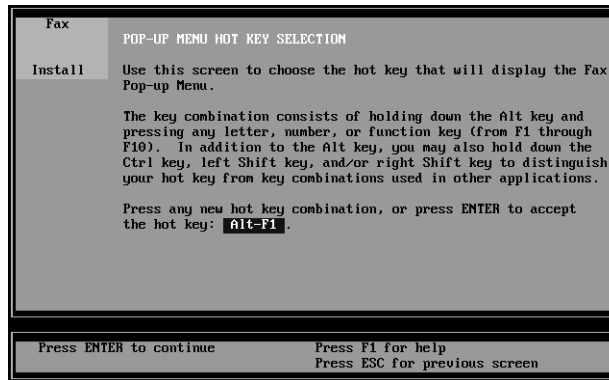 Fax
Install
POP-UP MENU HOT KEY SELECTION
Use this screen to choose the hot key that will display the Fax
Pop-up Menu.
The key combination consists of holding down the Alt key and
pressing any letter, number, or function key (from F1 through
F10). In addition to the Alt key, you may also hold down the
Ctrl key, left Shift key, and/or right Shift key to distinguish
your hot key from key combinations used in other applications.
Press any new hot key combination, or press ENTER to accept
the hot key: Alt-F1 .
Press ENTER to continue
Press F1 for help
Press ESC for previous screen